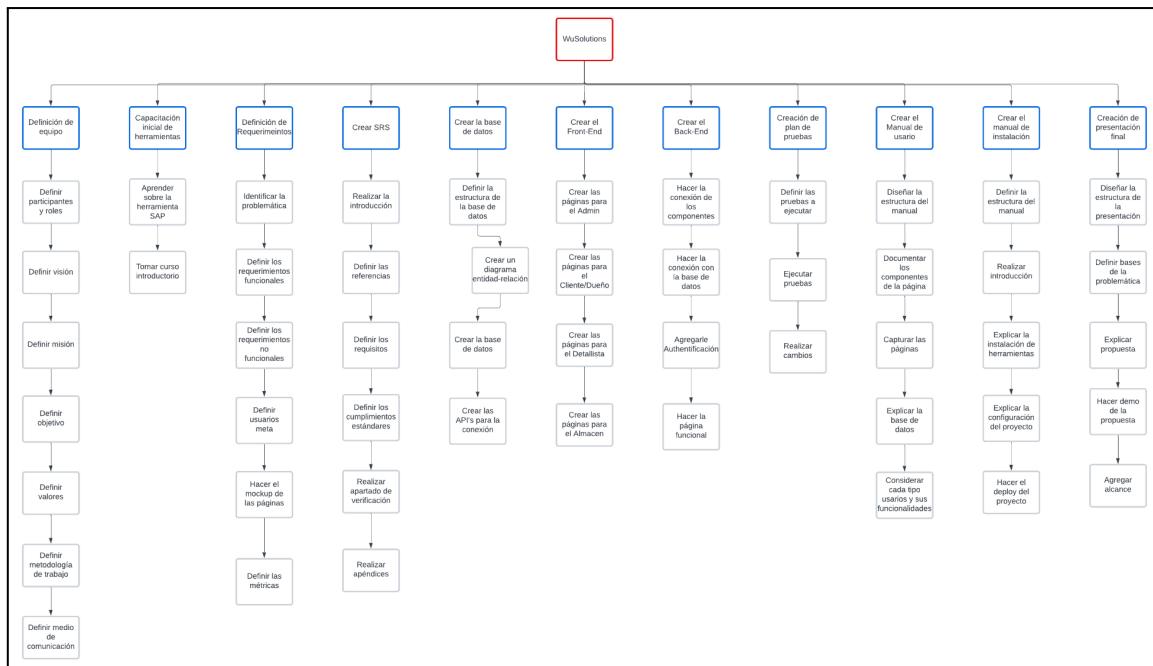 WuSolutions
Definición de
equipo
Capacitación
inicial de
herramientas
Definición de
Requerimeintos
Crear SRS
Crear la base
de datos
Crear el
Front-End
Crear el
Back-End
Creación de
plan de
pruebas
Crear el
Manual de
usario
Crear el
manual de
instalación
Creación de
presentación
final
Definir
participantes
y roles
Definir visión
Definir misión
Definir
objetivo
Definir
valores
Definir
metodología
de trabajo
Definir medio
de
comunicación
Aprender
sobre la
herramienta
SAP
Tomar curso
introductorio
Identificar la
problemática
Definir los
requerimientos
funcionales
Definir los
requerimientos
no
funcionales
Definir
usuarios
meta
Hacer el
mockup de
las páginas
Definir las
métricas
Realizar la
introducción
Definir las
referencias
Definir los
requisitos
Definir los
cumplimientos
estándares
Realizar
apartado de
verificación
Realizar
apéndices
Definir la
estructura de
la base de
datos
Crear un
diagrama
entidad-relación
Crear la base
de datos
Crear las
API's para la
conexión
Crear las
páginas para
el Admin
Crear las
páginas para
el
Cliente/Dueño
Crear las
páginas para
el Detallista
Crear las
páginas para
el Almacen
Hacer la
conexión de
los
componentes
Hacer la
conexión con
la base de
datos
Agregarle
Authentificación
Hacer la
página
funcional
Definir las
pruebas a
ejecutar
Ejecutar
pruebas
Realizar
cambios
Diseñar la
estructura del
manual
Documentar
los
componentes
de la página
Capturar las
páginas
Explicar la
base de
datos
Considerar
cada tipo
usuarios y sus
funcionalidades
Definir la
estructura del
manual
Realizar
introducción
Explicar la
instalación de
herramientas
Explicar la
configuración
del proyecto
Hacer el
deploy del
proyecto
Diseñar la
estructura de
la
presentación
Definir bases
de la
problemática
Explicar
propuesta
Hacer demo
de la
propuesta
Agregar
alcance